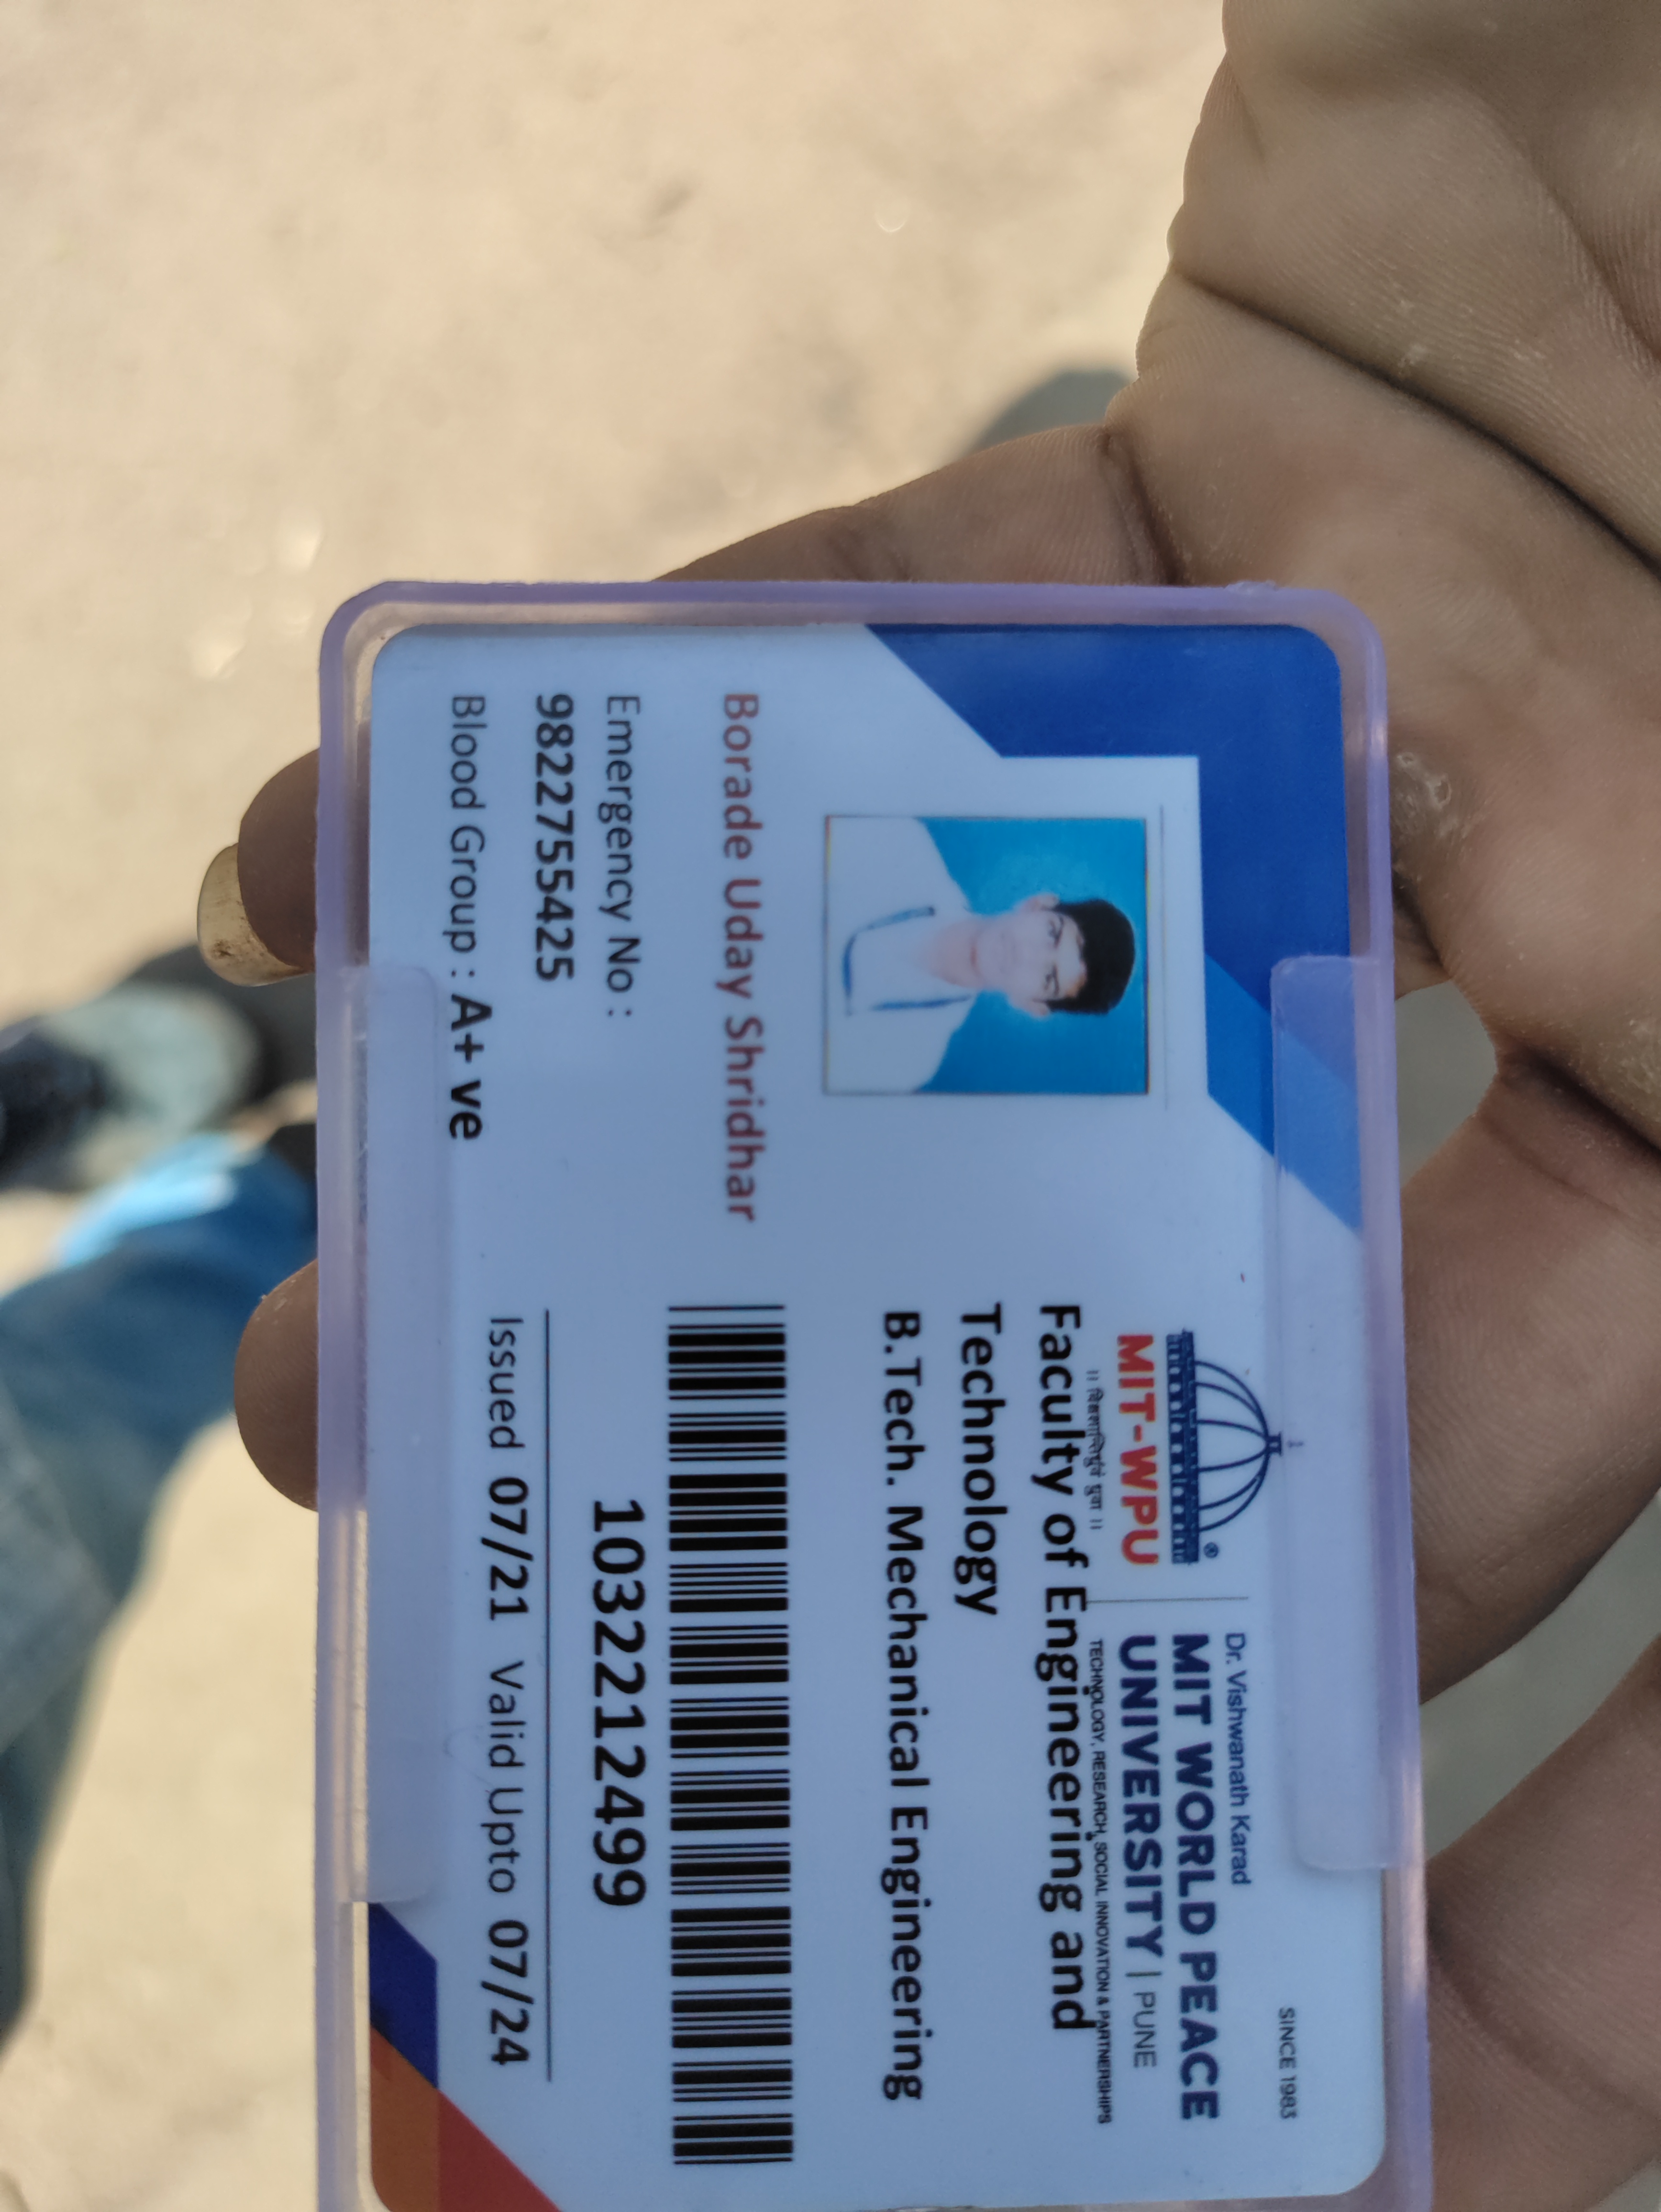 SINCE 1983
Dr. Vishwanath Karad
MIT WORLD PEACE
UNIVERSITY | PUNE
TECHNOLOGY, RESEARCH, SOCIAL INNOVATION & PARTNERSHIPS
®
MIT-WPU
Faculty of Engineering and
Technology
B.Tech. Mechanical Engineering
1032212499
Issued 07/21 Valid Upto 07/24
Borade Uday Shridhar
Emergency No :
9822755425
Blood Group : A+ ve